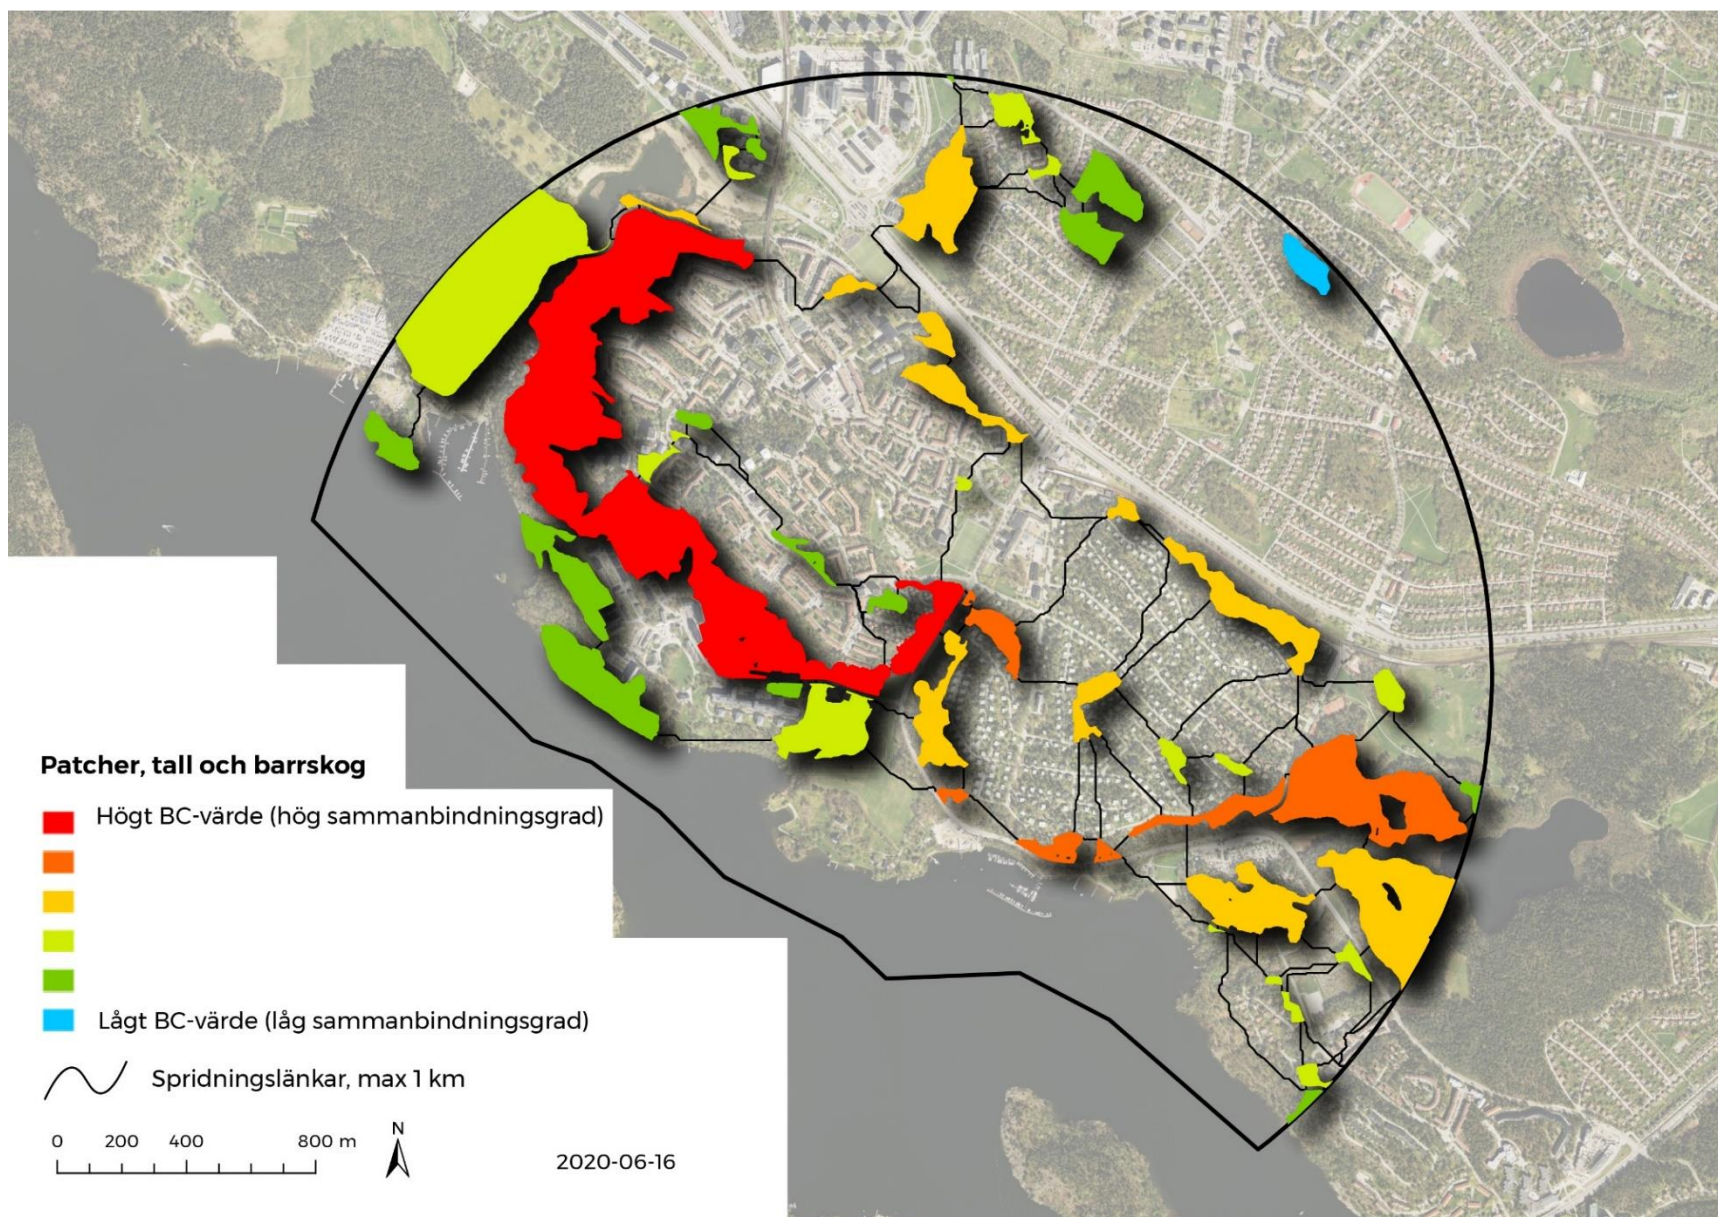 Patcher, tall och barrskog
Högt BC-värde (hög sammanbindningsgrad)
Lågt BC-värde (låg sammanbindningsgrad)
Spridningslänkar, max 1 km
0 200 400 800 m
N
2020-06-16